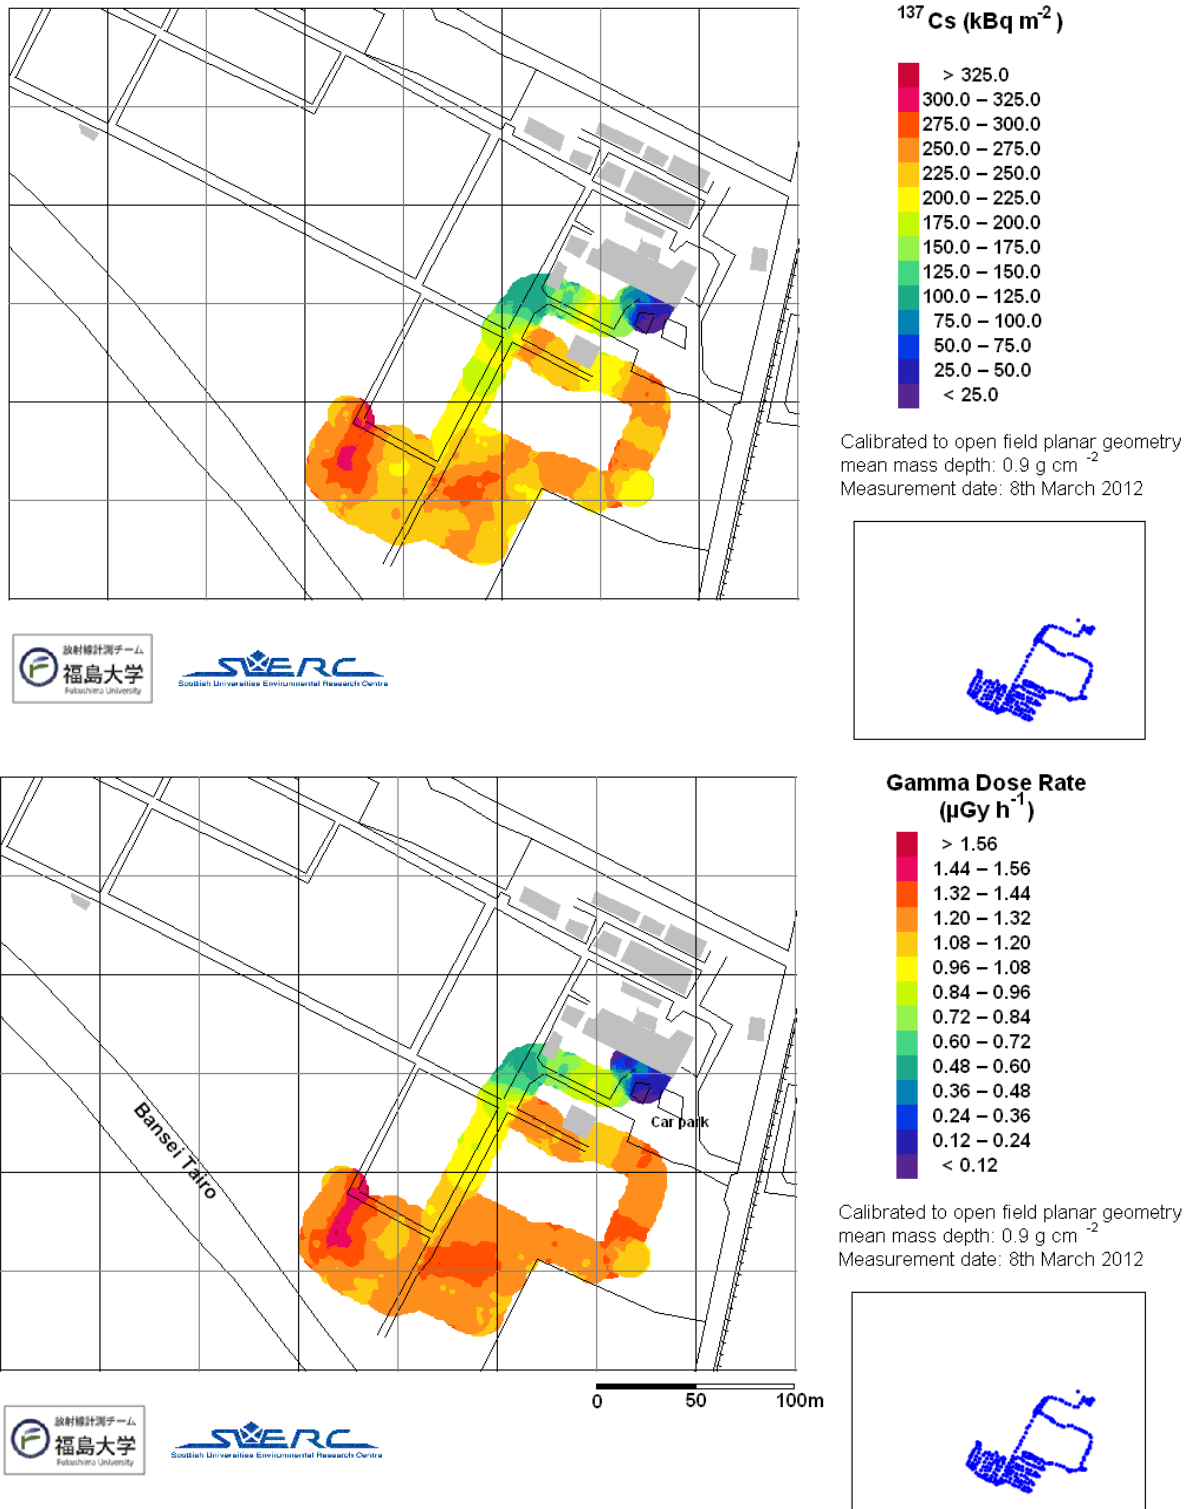 137 Cs (kBq m-2)
> 325.0
300.0 – 325.0
275.0 – 300.0
250.0 – 275.0
225.0 – 250.0
200.0 – 225.0
175.0 – 200.0
150.0 – 175.0
125.0 – 150.0
100.0 – 125.0
75.0 – 100.0
50.0 – 75.0
25.0 – 50.0
< 25.0
Calibrated to open field planar geometry
mean mass depth: 0.9 g cm -2
Measurement date: 8th March 2012
放射線計測チーム
福島大学
Fukushima University
SUERC
Scottish Universities Environmental Research Centre
Gamma Dose Rate
(µGy h-1)
> 1.56
1.44 – 1.56
1.32 – 1.44
1.20 – 1.32
1.08 – 1.20
0.96 – 1.08
0.84 – 0.96
0.72 – 0.84
0.60 – 0.72
0.48 – 0.60
0.36 – 0.48
0.24 – 0.36
0.12 – 0.24
< 0.12
Car park
Bansei Tairo
Calibrated to open field planar geometry
mean mass depth: 0.9 g cm -2
Measurement date: 8th March 2012
0 50 100m
放射線計測チーム
福島大学
Fukushima University
SUERC
Scottish Universities Environmental Research Centre